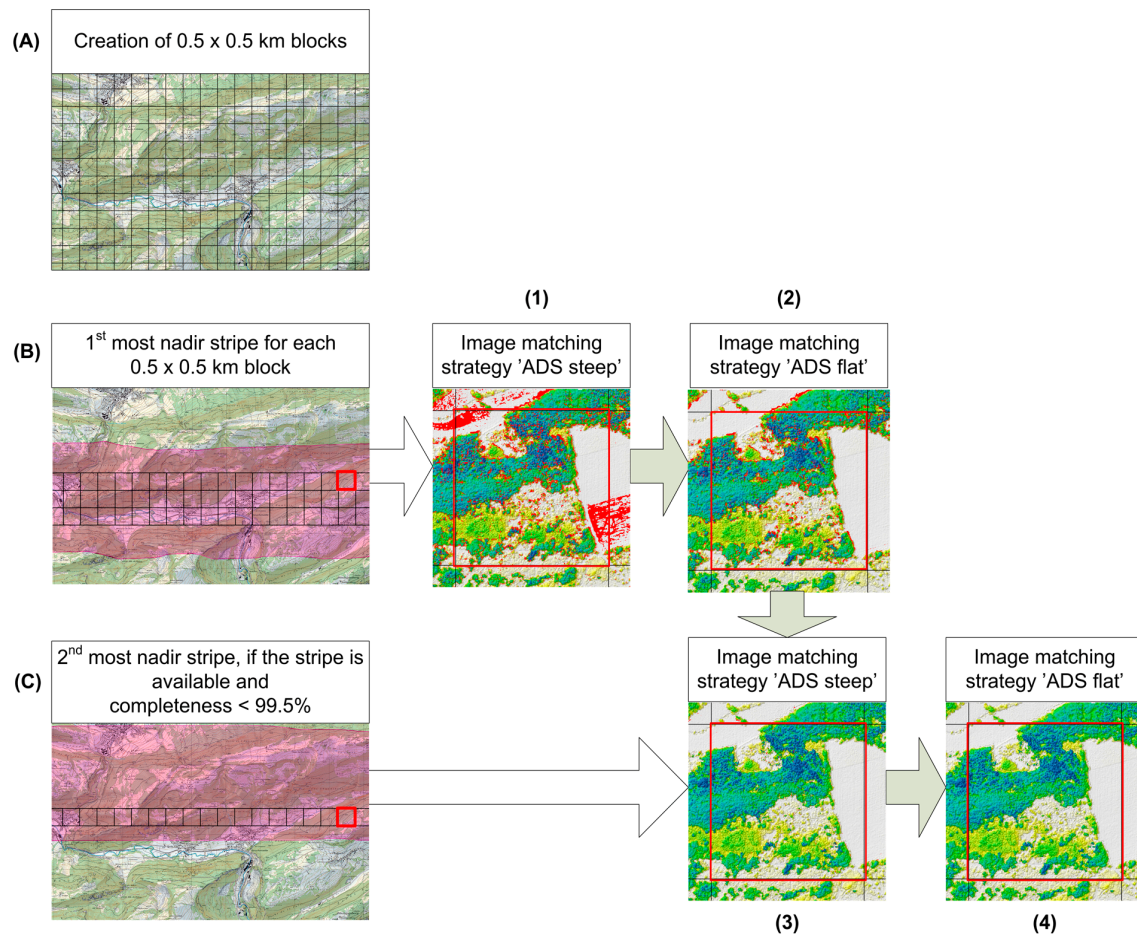 (A)
Creation of 0.5 x 0.5 km blocks
(1)
(2)
(B)
1st most nadir stripe for each
0.5 x 0.5 km block
Image matching
strategy 'ADS steep'
Image matching
strategy 'ADS flat'
(C)
2nd most nadir stripe, if the stripe is
available and
completeness < 99.5%
Image matching
strategy 'ADS steep'
Image matching
strategy 'ADS flat'
(3)
(4)